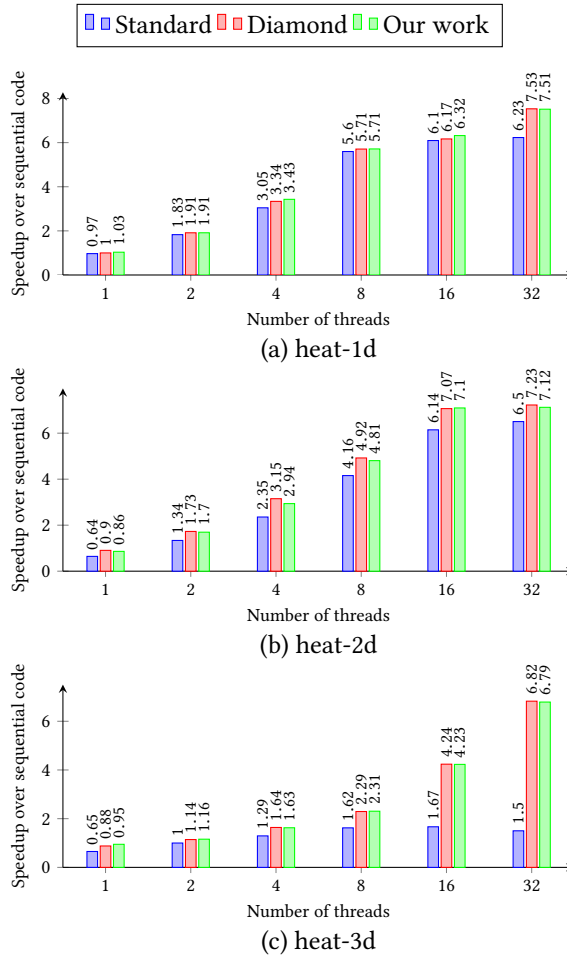 Standard Diamond Our work
Speedup over sequential code
8
6
4
2
0
0.97 1 1.03
1.83 1.91 1.91
3.05 3.34 3.43
5.6 5.71 5.71
6.1 6.17 6.32
6.23 7.53 7.51
1 2 4 8 16 32
Number of threads
(a) heat-1d
Speedup over sequential code
6
4
2
0
0.64 0.9 0.86
1.34 1.73 1.7
2.35 3.15 2.94
4.16 4.92 4.81
6.14 7.07 7.1
6.5 7.23 7.12
1 2 4 8 16 32
Number of threads
(b) heat-2d
Speedup over sequential code
6
4
2
0
0.65 0.88 0.95
1 1.14 1.16
1.29 1.64 1.63
1.62 2.29 2.31
1.67 4.24 4.23
1.5 6.82 6.79
1 2 4 8 16 32
Number of threads
(c) heat-3d